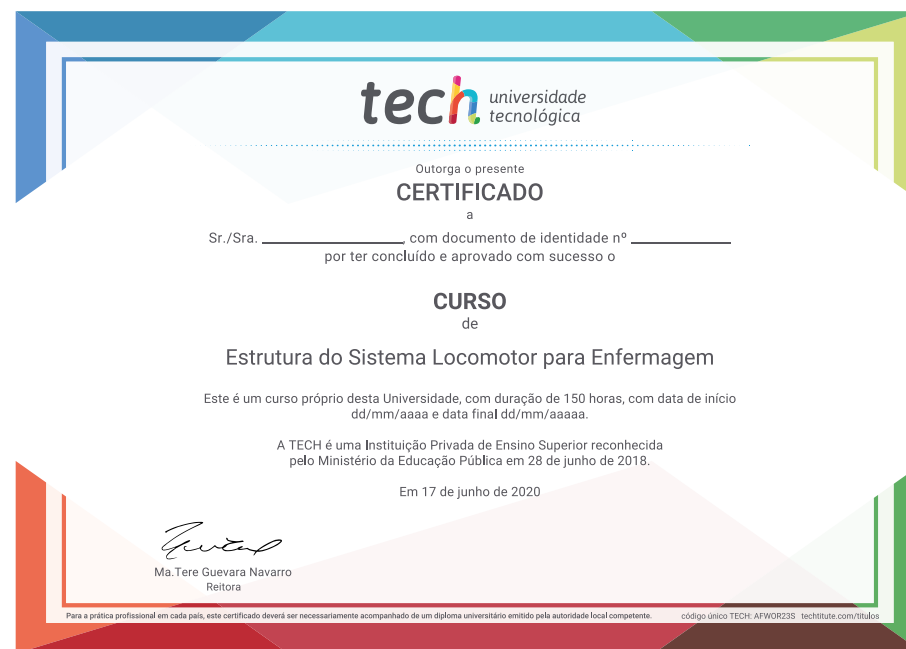 tech universidade
tecnológica
Outorga o presente
CERTIFICADO
a
Sr./Sra. ____________, com documento de identidade nº ____________
por ter concluído e aprovado com sucesso o
CURSO
de
Estrutura do Sistema Locomotor para Enfermagem
Este é um curso próprio desta Universidade, com duração de 150 horas, com data de início
dd/mm/aaaa e data final dd/mm/aaaaa.
A TECH é uma Instituição Privada de Ensino Superior reconhecida
pelo Ministério da Educação Pública em 28 de junho de 2018.
Em 17 de junho de 2020
Ma.Tere Guevara Navarro
Reitora
Para a prática profissional em cada país, este certificado deverá ser necessariamente acompanhado de um diploma universitário emitido pela autoridade local competente. código único TECH: AFWOR23S techtitute.com/titulos